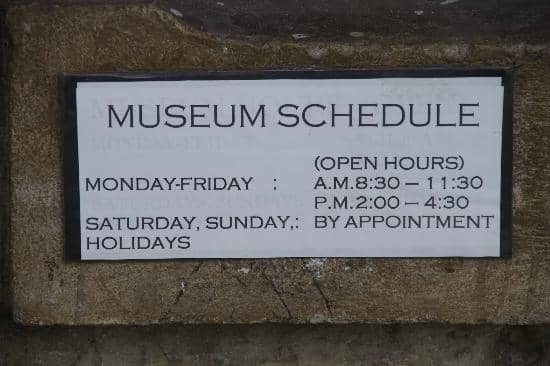 MUSEUM SCHEDULE
(OPEN HOURS)
MONDAY-FRIDAY : A.M.8:30 – 11:30
P.M.2:00 – 4:30
SATURDAY, SUNDAY,: BY APPOINTMENT
HOLIDAYS